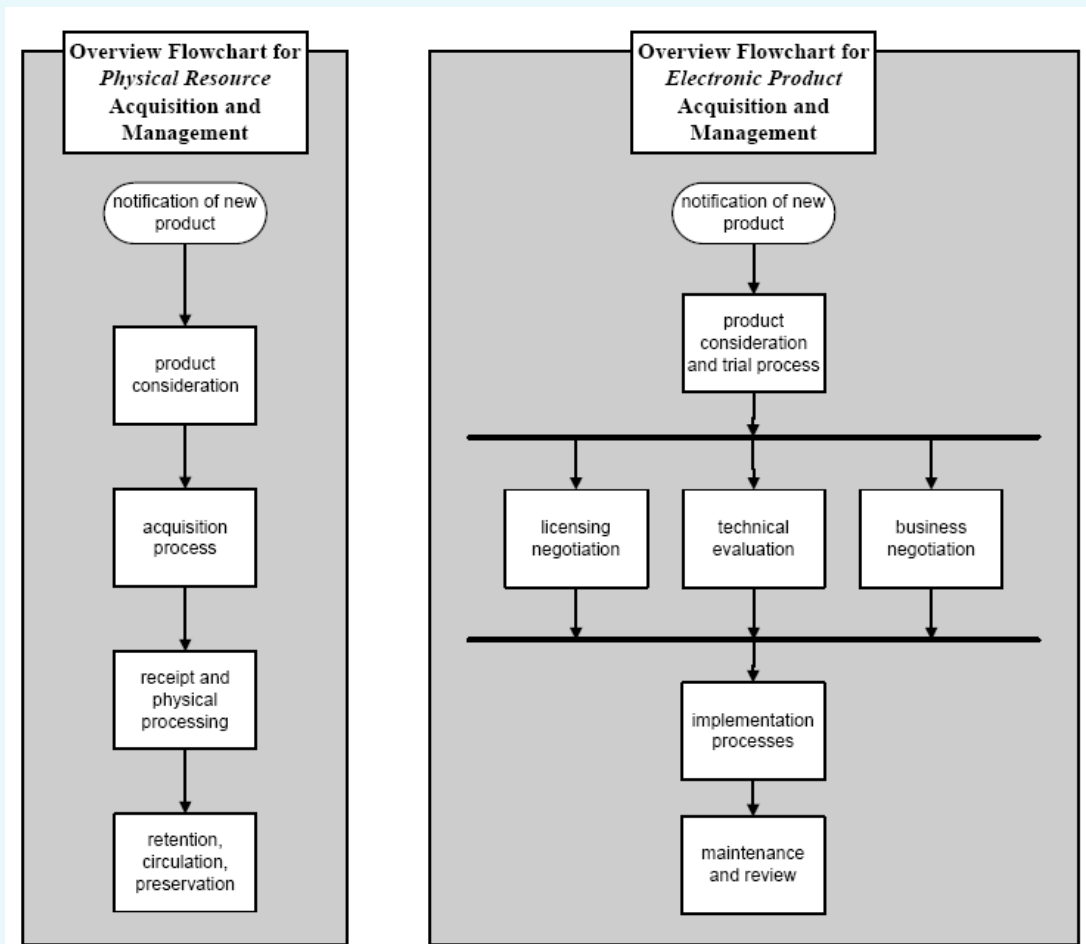 Overview Flowchart for
Physical Resource
Acquisition and
Management
notification of new
product
product
consideration
acquisition
process
receipt and
physical
processing
retention,
circulation,
preservation
Overview Flowchart for
Electronic Product
Acquisition and
Management
notification of new
product
product
consideration
and trial process
licensing
negotiation
technical
evaluation
business
negotiation
implementation
processes
maintenance
and review